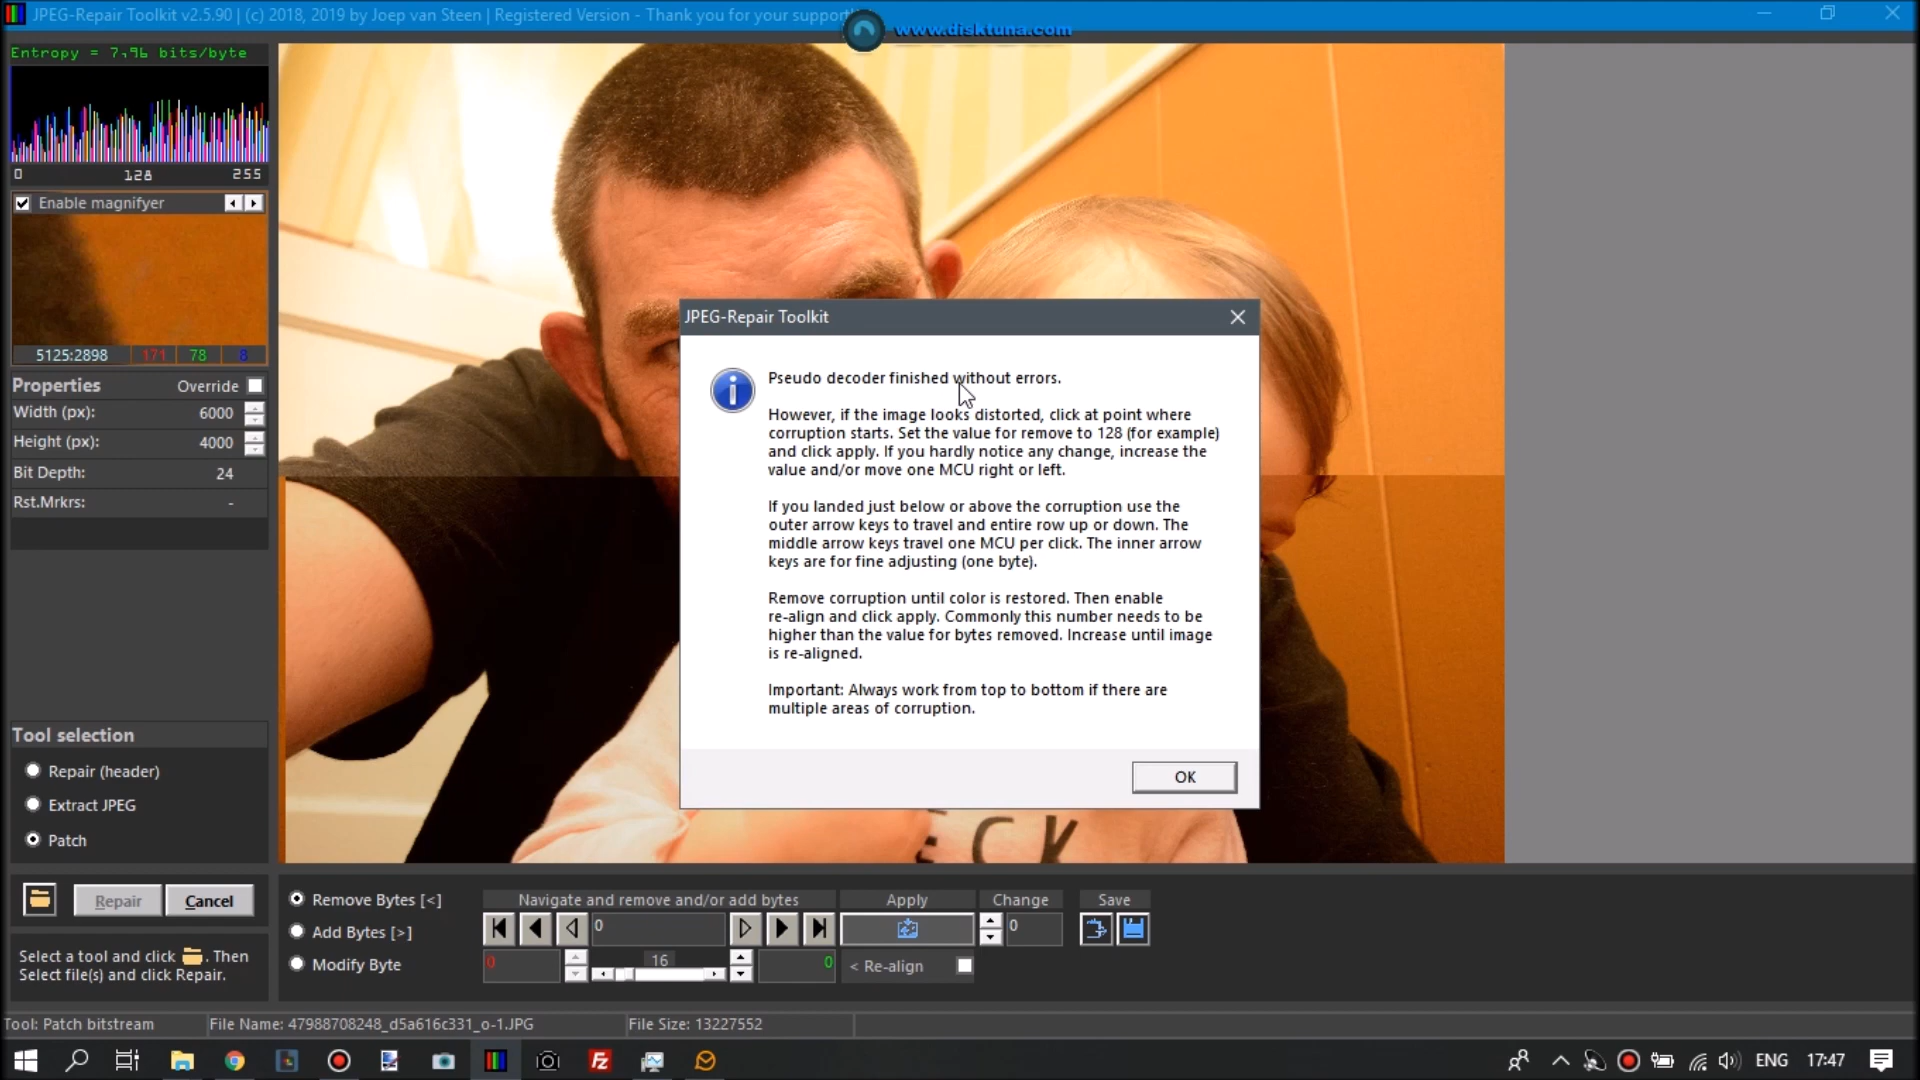 JPEG-Repair Toolkit v2.5.90 | (c) 2018, 2019 by Joep van Steen | Registered Version - Thank you for your support!
www.disktuna.com
Entropy = 7,96 bits/byte
0 128 255
Enable magnifyer
5125:2898 171 78 8
Properties Override
Width (px): 6000
Height (px): 4000
Bit Depth: 24
Rst.Mrkrs: -
JPEG-Repair Toolkit
Pseudo decoder finished without errors.
However, if the image looks distorted, click at point where
corruption starts. Set the value for remove to 128 (for example)
and click apply. If you hardly notice any change, increase the
value and/or move one MCU right or left.
If you landed just below or above the corruption use the
outer arrow keys to travel and entire row up or down. The
middle arrow keys travel one MCU per click. The inner arrow
keys are for fine adjusting (one byte).
Remove corruption until color is restored. Then enable
re-align and click apply. Commonly this number needs to be
higher than the value for bytes removed. Increase until image
is re-aligned.
Important: Always work from top to bottom if there are
multiple areas of corruption.
OK
ECK
Tool selection
Repair (header)
Extract JPEG
Patch
Repair Cancel
Select a tool and click . Then
Select file(s) and click Repair.
Remove Bytes [<]
Add Bytes [>]
Modify Byte
Navigate and remove and/or add bytes Apply Change Save
0 0
0 16 0 < Re-align
Tool: Patch bitstream File Name: 47988708248_d5a616c331_o-1.JPG File Size: 13227552
ENG 17:47